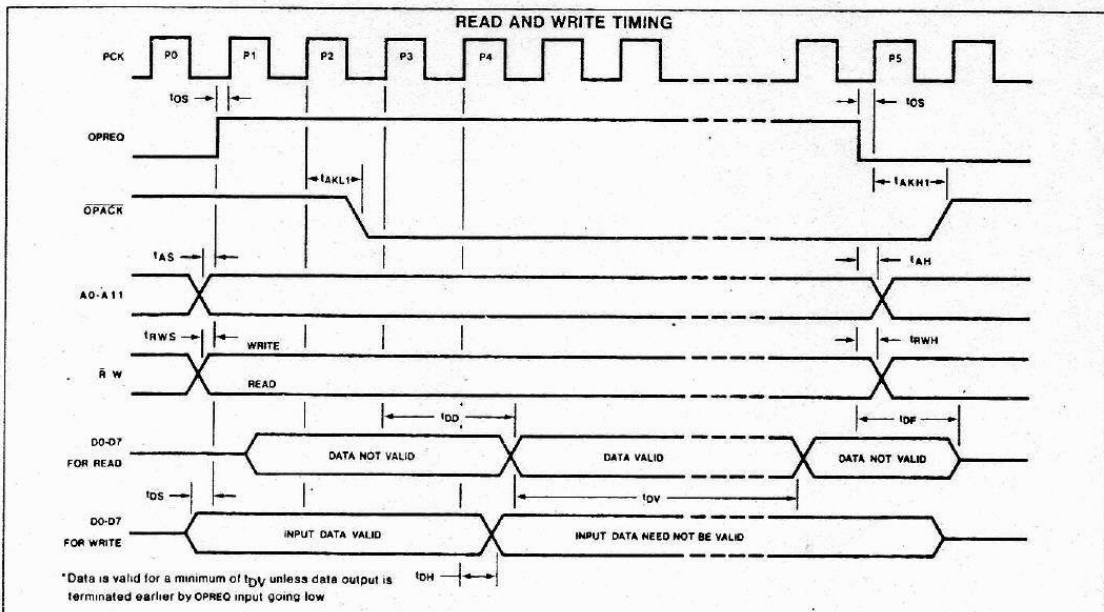 READ AND WRITE TIMING
PCK
P0 P1 P2 P3 P4 P5
tOS tOS
OPREQ
tAKL1 tAKH1
OPACK
tAS tAH
A0-A11
tRWS WRITE tRWH
R W
READ
tDD tDF
D0-D7
FOR READ
DATA NOT VALID DATA VALID DATA NOT VALID
tDS tDV
D0-D7
FOR WRITE
INPUT DATA VALID INPUT DATA NEED NOT BE VALID
tDH
*Data is valid for a minimum of tDV unless data output is
terminated earlier by OPREQ input going low